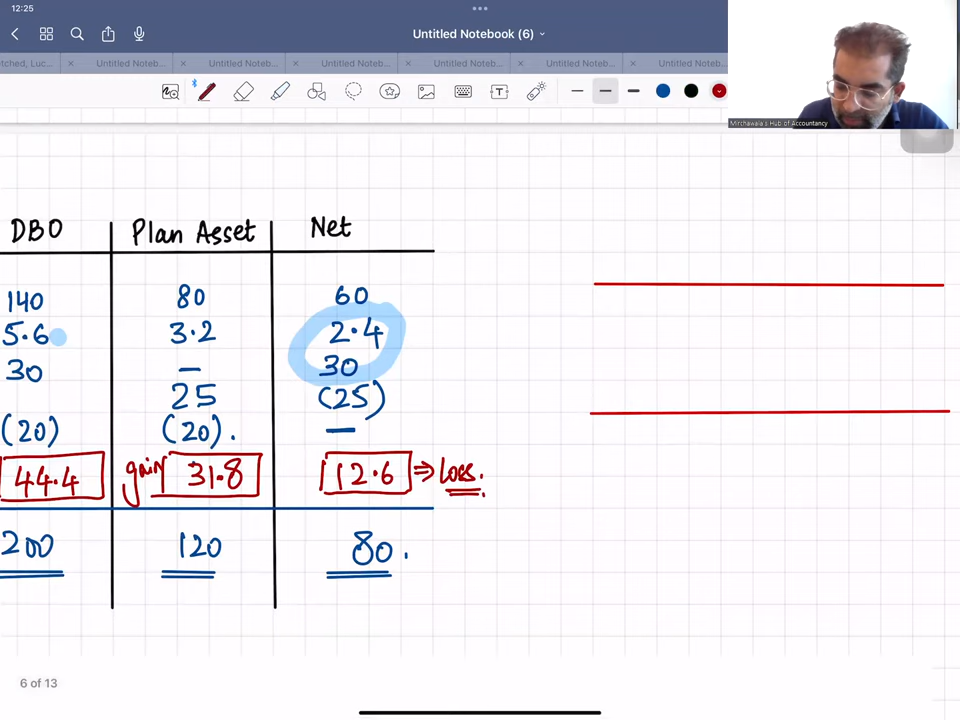 12:25
Untitled Notebook (6)
etched, Luc...
Untitled Noteb...
Untitled Noteb...
Untitled Noteb...
Untitled Noteb...
Untitled Noteb...
Untitled Noteb...
T
Mirchawala's Hub of Accountancy
DBO Plan Asset Net
140 80 60
5.6 3.2 2.4
30 – 30
25 (25)
(20) (20). –
44.4 gain 31.8 12.6 ⇒ Loss.
200 120 80.
6 of 13